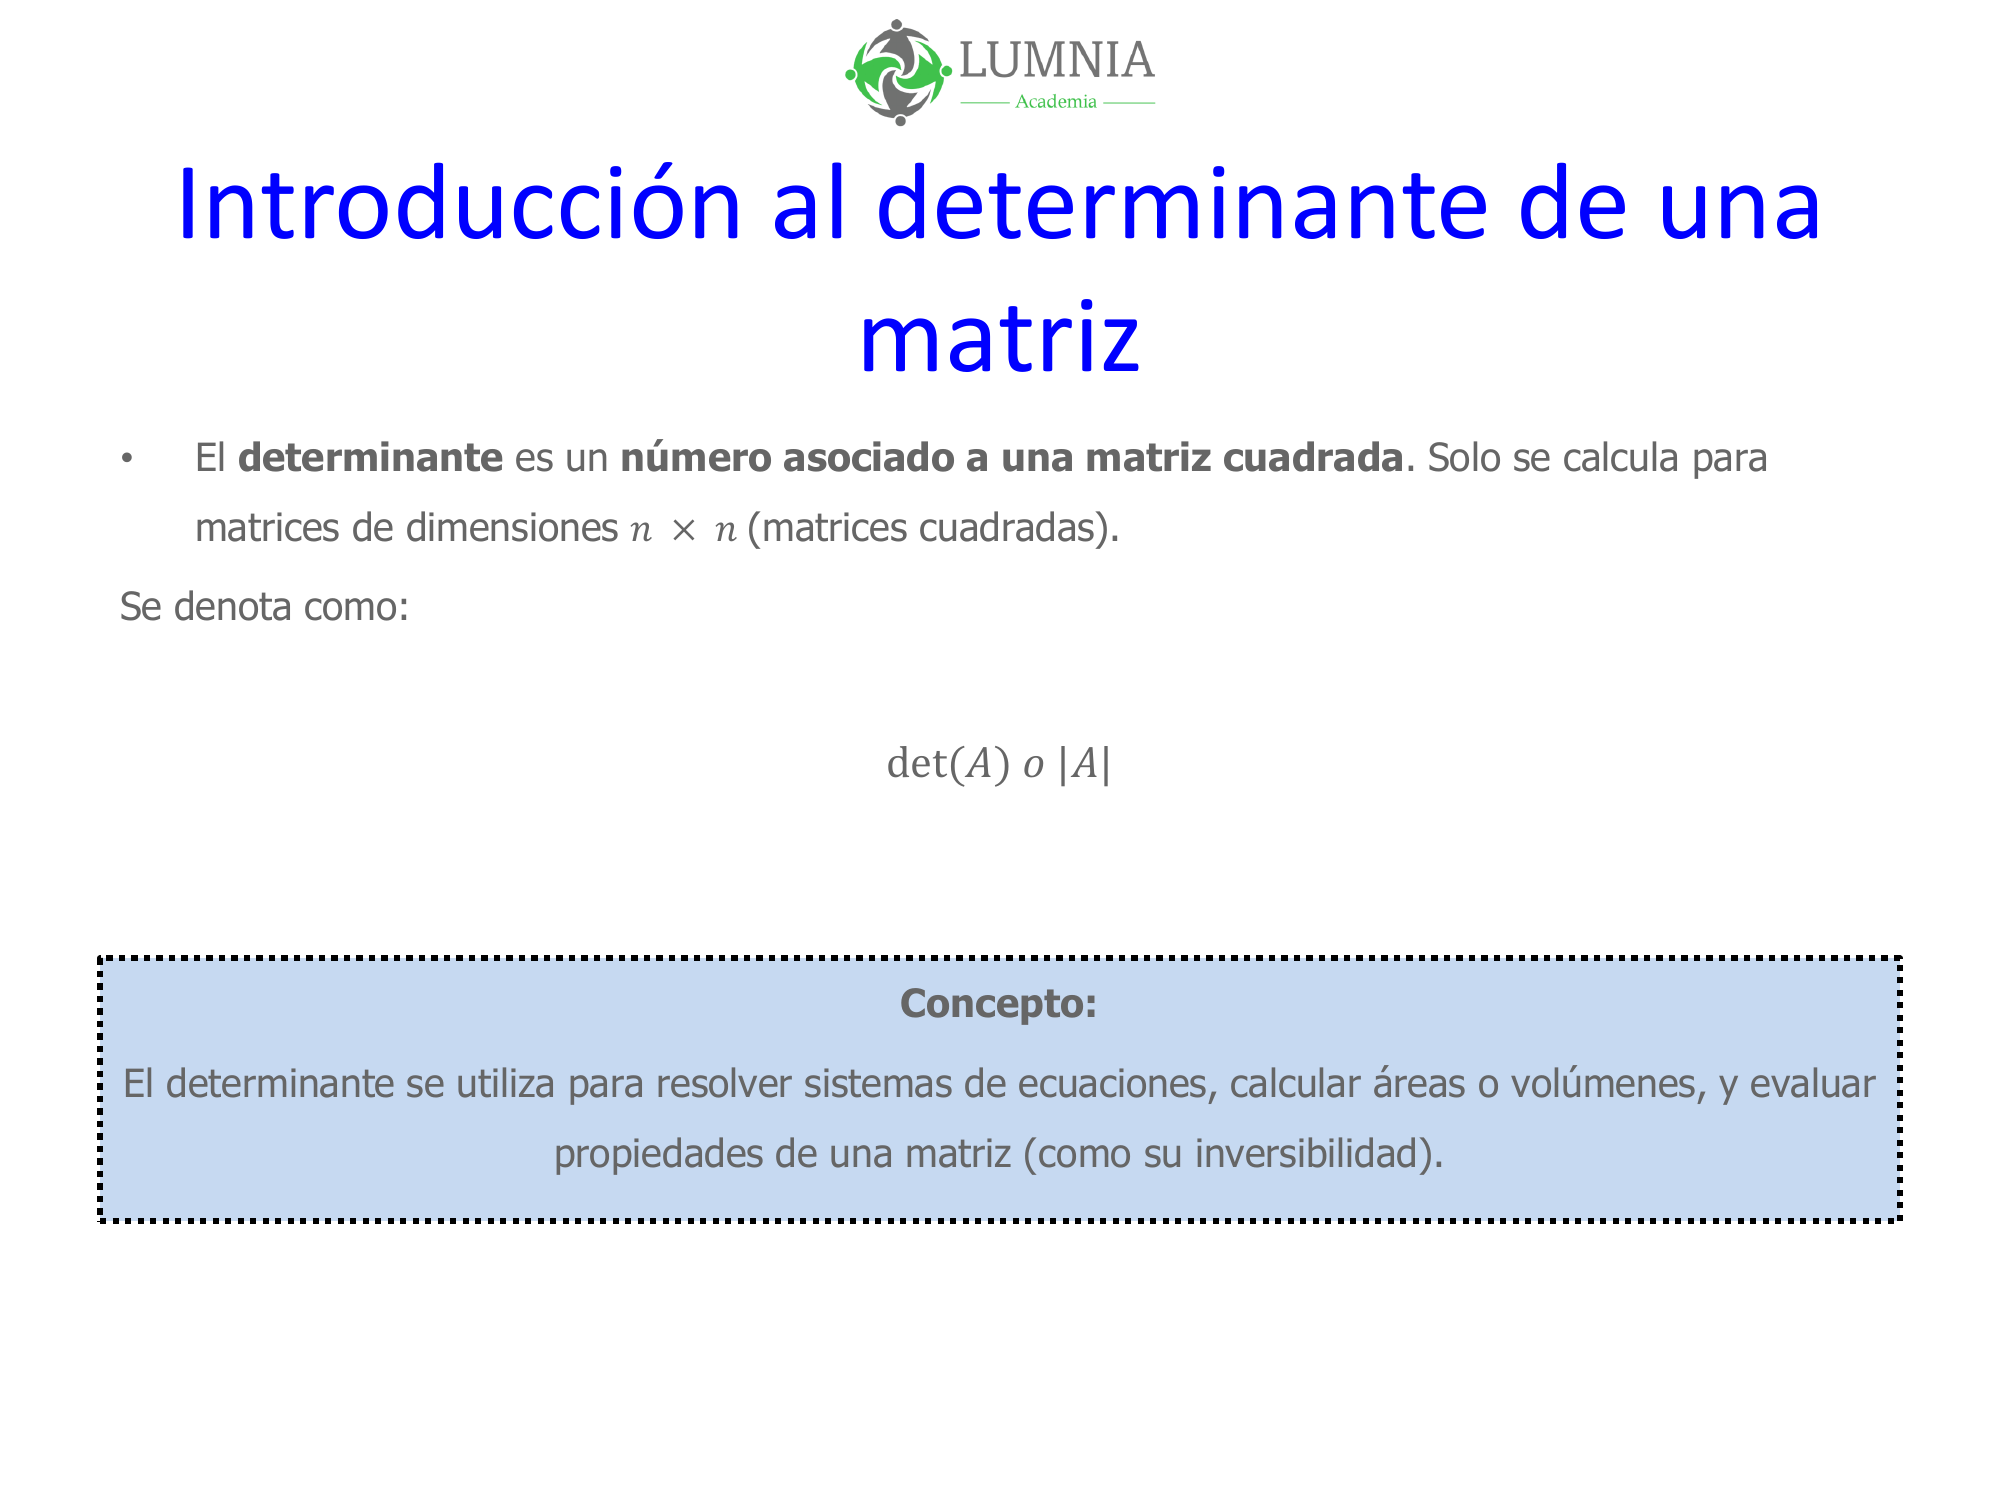 LUMNIA
Academia
Introducción al determinante de una
matriz
• El determinante es un número asociado a una matriz cuadrada. Solo se calcula para
matrices de dimensiones n × n (matrices cuadradas).
Se denota como:
det(A) o |A|
Concepto:
El determinante se utiliza para resolver sistemas de ecuaciones, calcular áreas o volúmenes, y evaluar
propiedades de una matriz (como su inversibilidad).